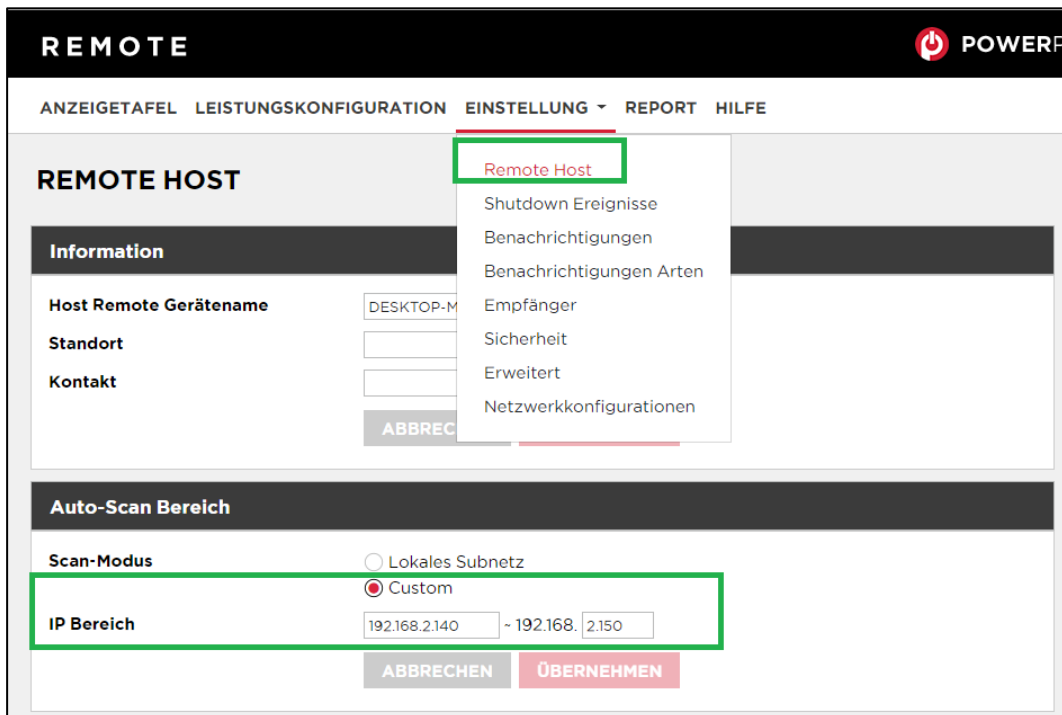 REMOTE
POWERP
ANZEIGETAFEL LEISTUNGSKONFIGURATION EINSTELLUNG REPORT HILFE
REMOTE HOST
Remote Host
Shutdown Ereignisse
Benachrichtigungen
Benachrichtigungen Arten
Empfänger
Sicherheit
Erweitert
Netzwerkkonfigurationen
Information
Host Remote Gerätename DESKTOP-M
Standort
Kontakt
ABBREC
Auto-Scan Bereich
Scan-Modus Lokales Subnetz
Custom
IP Bereich 192.168.2.140 ~ 192.168. 2.150
ABBRECHEN ÜBERNEHMEN